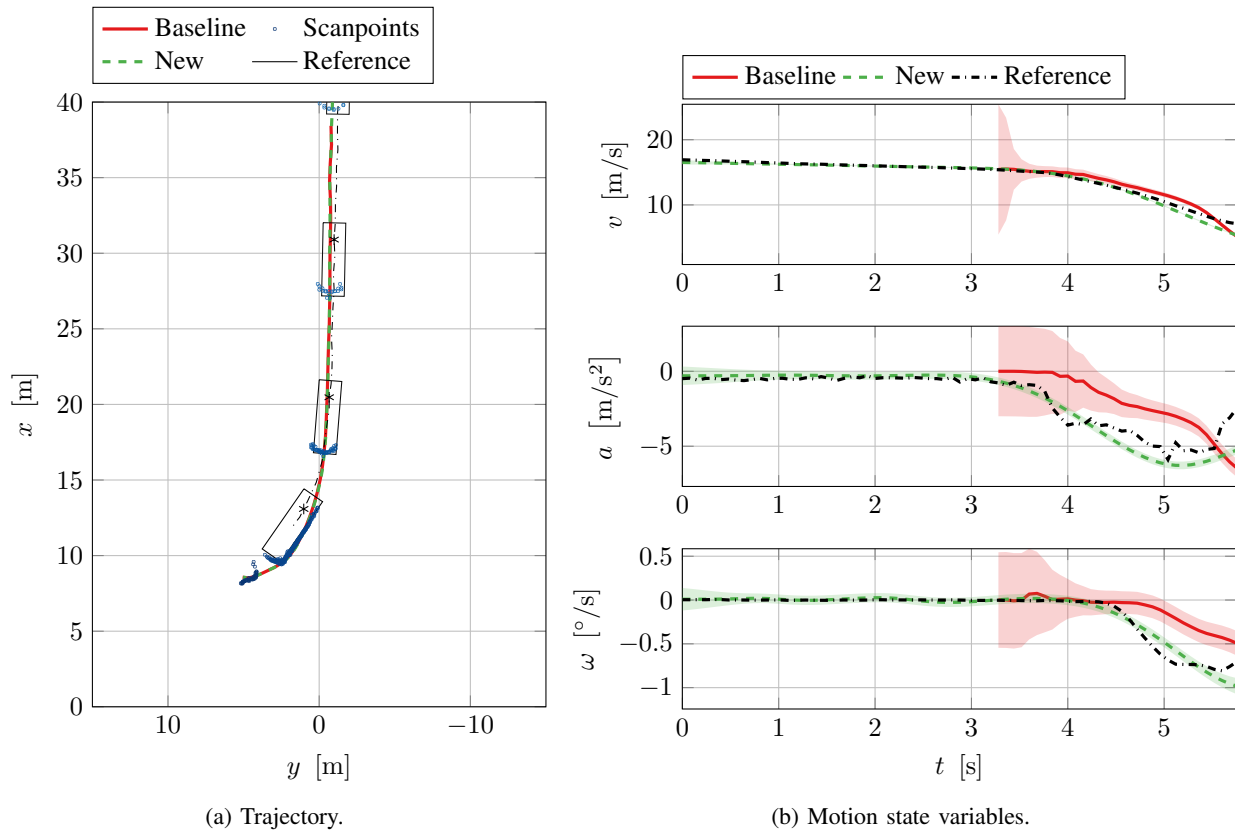 Baseline Scanpoints
New Reference
40
35
30
25
20
15
10
5
0
x [m]
10 0 −10
y [m]
(a) Trajectory.
Baseline New Reference
20
10
v [m/s]
0 1 2 3 4 5
0
−5
a [m/s²]
0 1 2 3 4 5
0.5
0
−0.5
−1
ω [°/s]
0 1 2 3 4 5
t [s]
(b) Motion state variables.